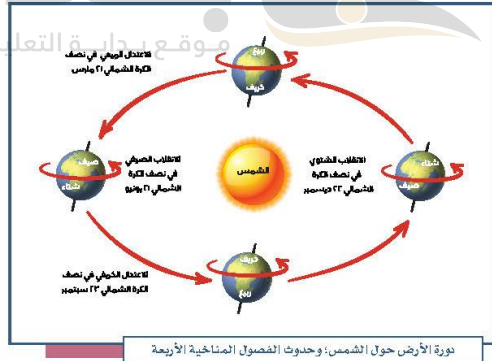 موقع بداية التعليم
الاعتدال الربيعي في نصف
الكرة الشمالي ٢١ مارس
ربيع
خريف
صيف
شتاء
الانقلاب الصيفي
في نصف الكرة
الشمالي ٢١ يونيو
الشمس
الانقلاب الشتوي
في نصف الكرة
الشمالي ٢٢ ديسمبر
شتاء
صيف
خريف
ربيع
الاعتدال الخريفي في نصف
الكرة الشمالي ٢٣ سبتمبر
دورة الأرض حول الشمس؛ وحدوث الفصول المناخية الأربعة